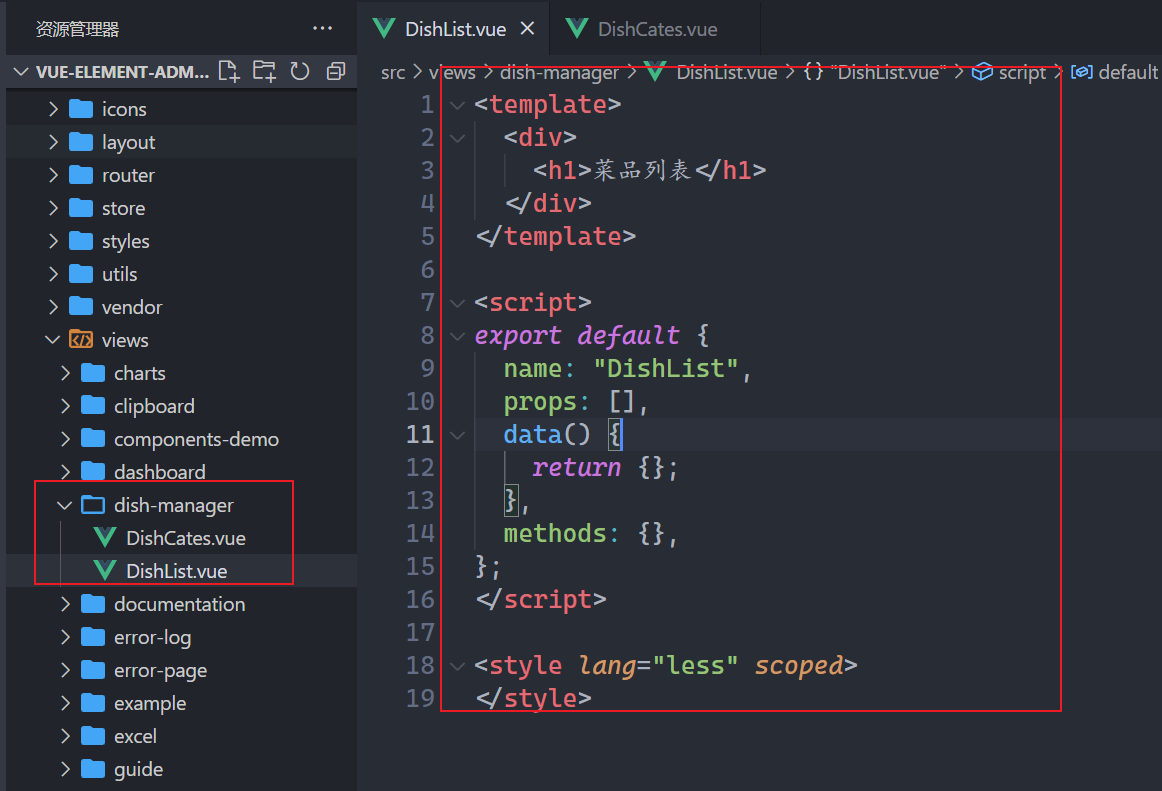 资源管理器
VUE-ELEMENT-ADM...
icons
layout
router
store
styles
utils
vendor
views
charts
clipboard
components-demo
dashboard
dish-manager
DishCates.vue
DishList.vue
documentation
error-log
error-page
example
excel
guide
DishList.vue
DishCates.vue
src > views > dish-manager > DishList.vue > {} "DishList.vue" > script > default
1 <template>
2 <div>
3 <h1>菜品列表</h1>
4 </div>
5 </template>
6
7 <script>
8 export default {
9 name: "DishList",
10 props: [],
11 data() {
12 return {};
13 },
14 methods: {},
15 };
16 </script>
17
18 <style lang="less" scoped>
19 </style>